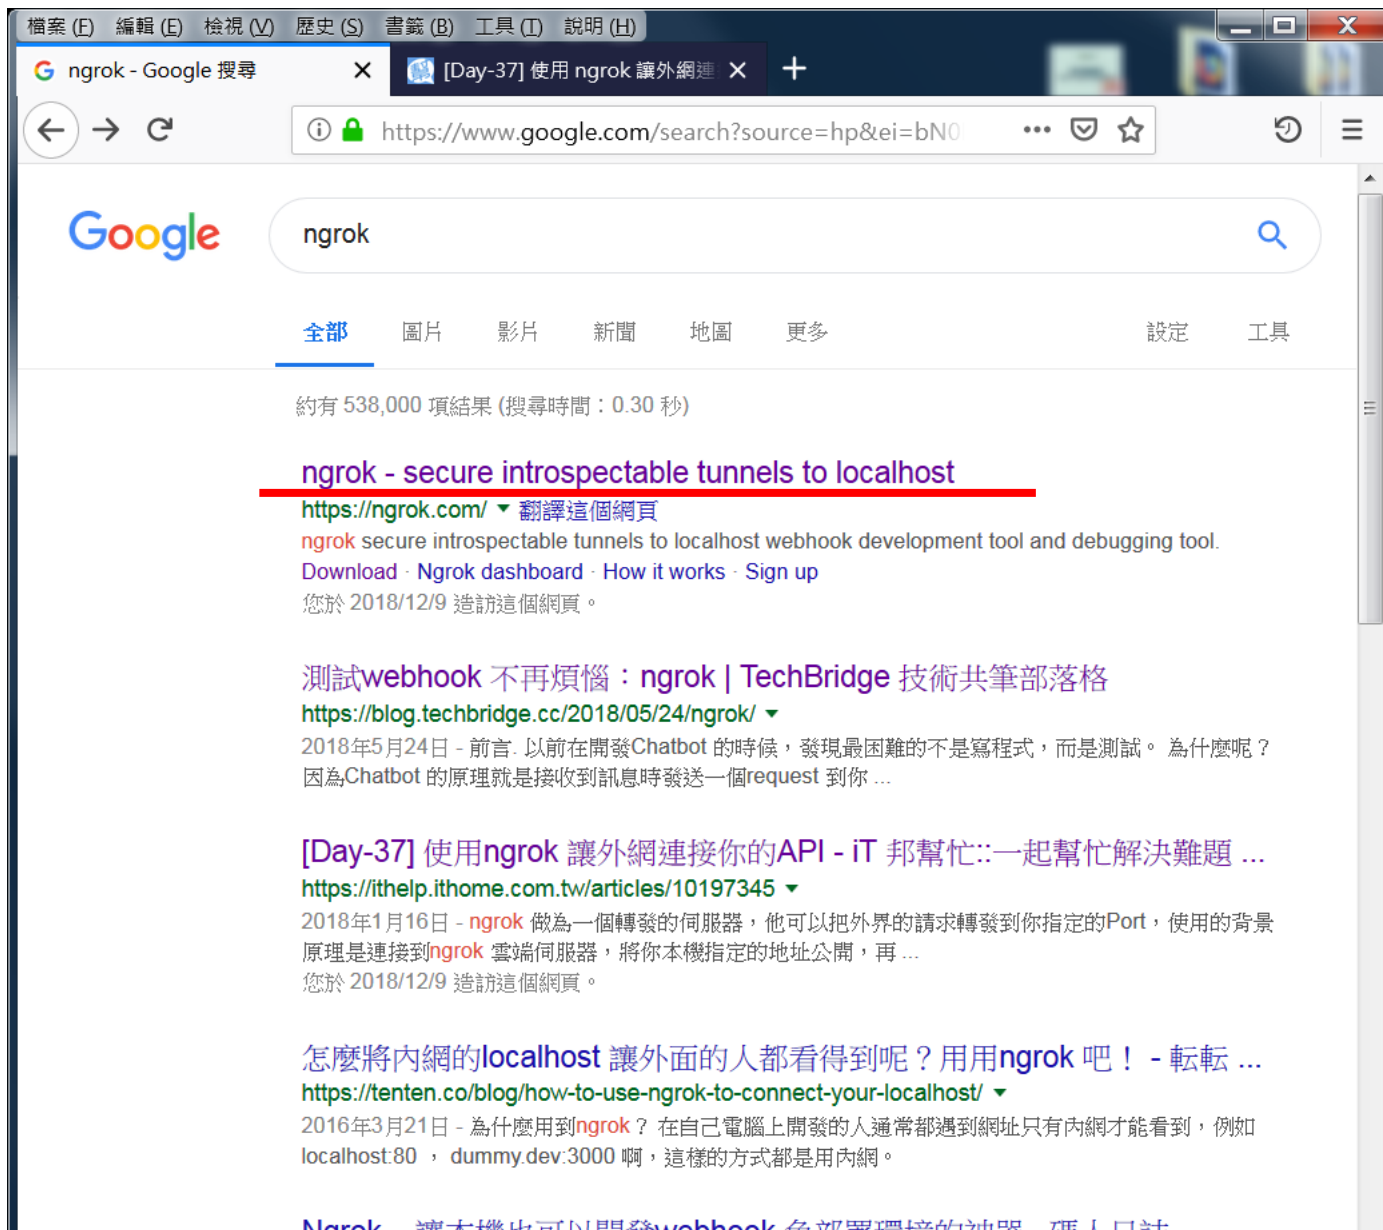 檔案(F) 編輯(E) 檢視(V) 歷史(S) 書籤(B) 工具(T) 說明(H)
ngrok - Google 搜尋
[Day-37] 使用 ngrok 讓外網連
https://www.google.com/search?source=hp&ei=bN0
Google
ngrok
全部 圖片 影片 新聞 地圖 更多 設定 工具
約有 538,000 項結果 (搜尋時間：0.30 秒)
ngrok - secure introspectable tunnels to localhost
https://ngrok.com/ 翻譯這個網頁
ngrok secure introspectable tunnels to localhost webhook development tool and debugging tool.
Download · Ngrok dashboard · How it works · Sign up
您於 2018/12/9 造訪這個網頁。
測試webhook 不再煩惱：ngrok | TechBridge 技術共筆部落格
https://blog.techbridge.cc/2018/05/24/ngrok/
2018年5月24日 - 前言. 以前在開發Chatbot 的時候，發現最困難的不是寫程式，而是測試。 為什麼呢？
因為Chatbot 的原理就是接收到訊息時發送一個request 到你 ...
[Day-37] 使用ngrok 讓外網連接你的API - iT 邦幫忙::一起幫忙解決難題 ...
https://ithelp.ithome.com.tw/articles/10197345
2018年1月16日 - ngrok 做為一個轉發的伺服器，他可以把外界的請求轉發到你指定的Port，使用的背景
原理是連接到ngrok 雲端伺服器，將你本機指定的地址公開，再 ...
您於 2018/12/9 造訪這個網頁。
怎麼將內網的localhost 讓外面的人都看得到呢？用用ngrok 吧！ - 転転 ...
https://tenten.co/blog/how-to-use-ngrok-to-connect-your-localhost/
2016年3月21日 - 為什麼用到ngrok？ 在自己電腦上開發的人通常都遇到網址只有內網才能看到，例如
localhost:80 ， dummy.dev:3000 啊，這樣的方式都是用內網。